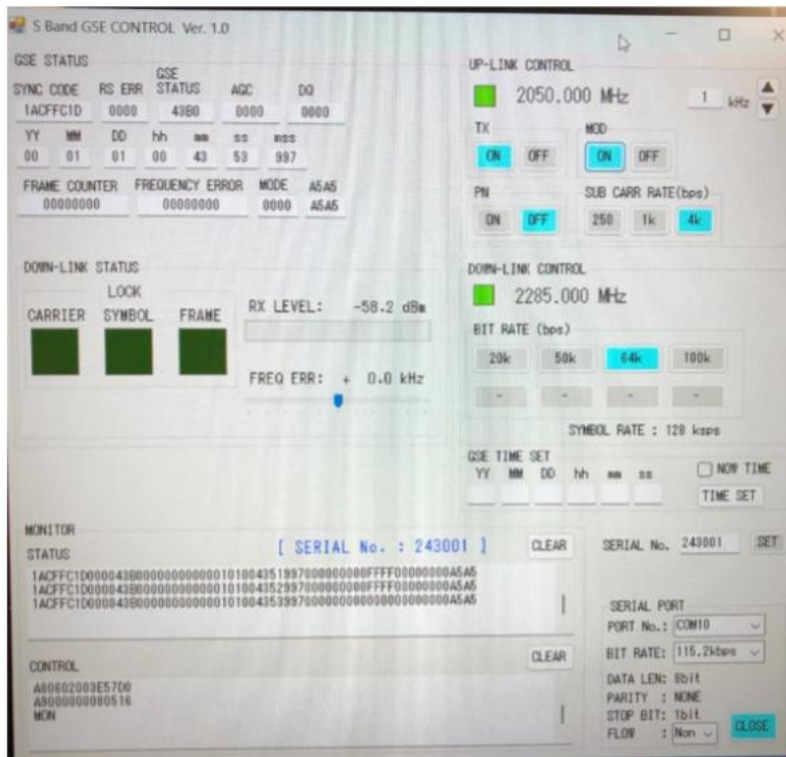 S Band GSE CONTROL Ver. 1.0
GSE STATUS
SYNC CODE RS ERR GSE STATUS AGC DQ
1ACFFC1D 0000 43B0 0000 0000
YY MM DD hh mm ss mss
00 01 01 00 43 53 997
FRAME COUNTER FREQUENCY ERROR MODE A5A5
00000000 00000000 0000 A5A5
UP-LINK CONTROL
2050.000 MHz 1 kHz
TX MOD
ON OFF ON OFF
PN SUB CARR RATE(bps)
ON OFF 250 1k 4k
DOWN-LINK STATUS
LOCK
CARRIER SYMBOL FRAME
RX LEVEL: -58.2 dBm
FREQ ERR: + 0.0 kHz
DOWN-LINK CONTROL
2285.000 MHz
BIT RATE (bps)
20k 50k 64k 100k
- - - -
SYMBOL RATE : 128 ksps
GSE TIME SET
YY MM DD hh mm ss NOW TIME
TIME SET
MONITOR
STATUS [ SERIAL No. : 243001 ] CLEAR
CONTROL CLEAR
A80602003E57D0
A9000000080516
MON
SERIAL No. 243001 SET
SERIAL PORT
PORT No.: COM10
BIT RATE: 115.2kbps
DATA LEN: 8bit
PARITY : NONE
STOP BIT: 1bit
FLOW : Non CLOSE